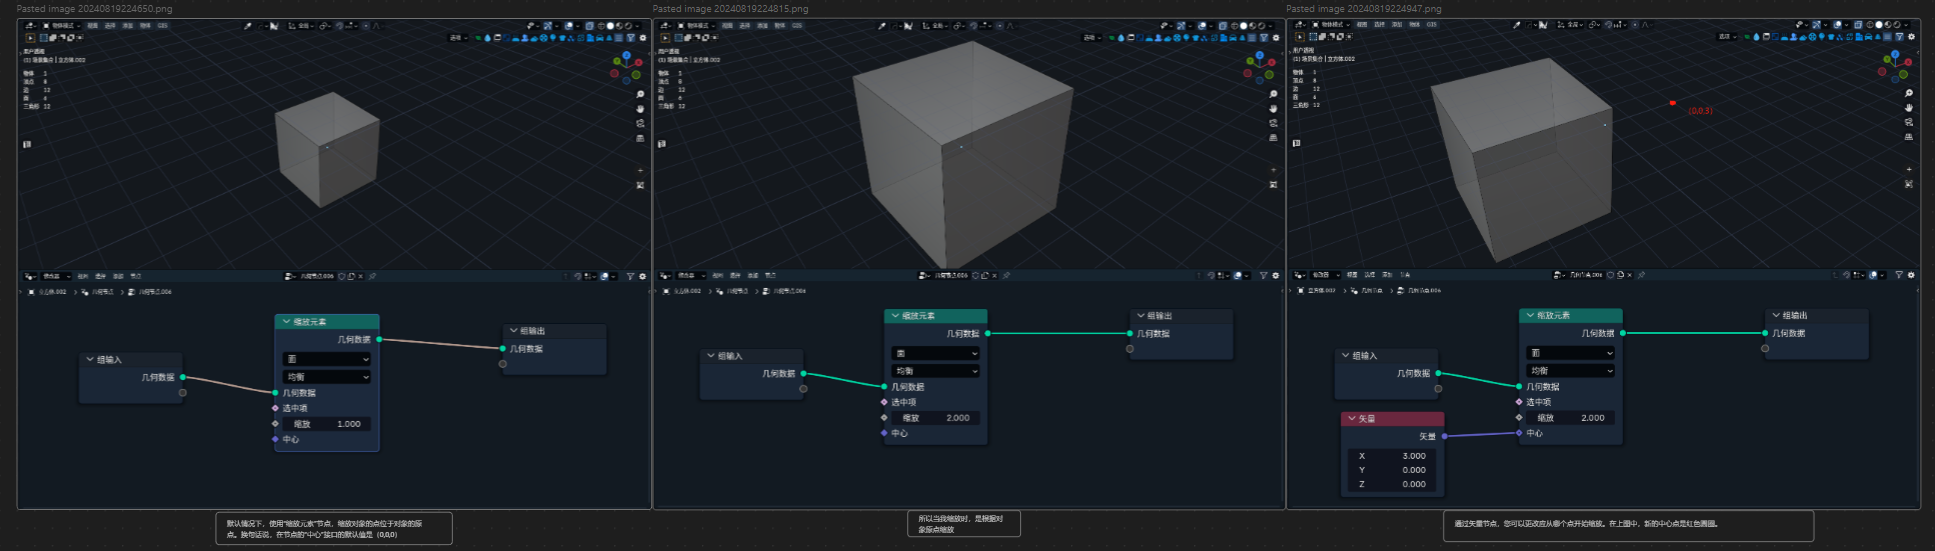 Pasted image 20240819224650.png
Pasted image 20240819224815.png
Pasted image 20240819224947.png
用户透视
(1) 场景集合 | 立方体.002
物体 1
顶点 8
边 12
面 6
三角形 12
用户透视
(1) 场景集合 | 立方体.002
物体 1
顶点 8
边 12
面 6
三角形 12
用户透视
(1) 场景集合 | 立方体.002
物体 1
顶点 8
边 12
面 6
三角形 12
(0,0,3)
立方体.002 > 几何节点 > 几何节点.006
组输入
几何数据
缩放元素
几何数据
面
均衡
几何数据
选中项
缩放 1.000
中心
组输出
几何数据
立方体.002 > 几何节点 > 几何节点.006
组输入
几何数据
缩放元素
几何数据
面
均衡
几何数据
选中项
缩放 2.000
中心
组输出
几何数据
立方体.002 > 几何节点 > 几何节点.006
组输入
几何数据
矢量
矢量
X 3.000
Y 0.000
Z 0.000
缩放元素
几何数据
面
均衡
几何数据
选中项
缩放 2.000
中心
组输出
几何数据
默认情况下，使用"缩放元素"节点，缩放对象的点位于对象的原
点。换句话说，在节点的"中心"接口的默认值是（0,0,0）
所以当我缩放时，是根据对
象原点缩放
通过矢量节点，您可以更改应从哪个点开始缩放。在上图中，新的中心点是红色圆圈。